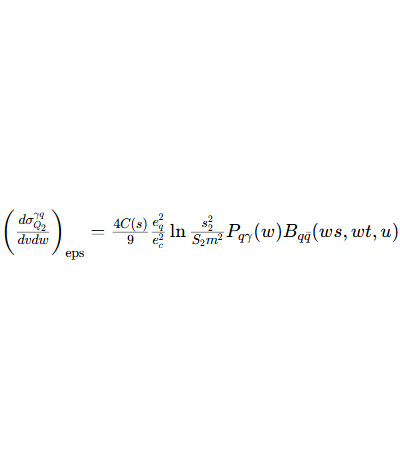 \left( \frac{d\sigma^{\gamma q}_{Q_2}}{dvdw} \right)_{\text{eps}} = \frac{4C(s)}{9} \frac{e_q^2}{e_c^2} \ln \frac{s_2^2}{S_2 m^2} P_{q\gamma}(w) B_{q\bar{q}}(ws, wt, u)